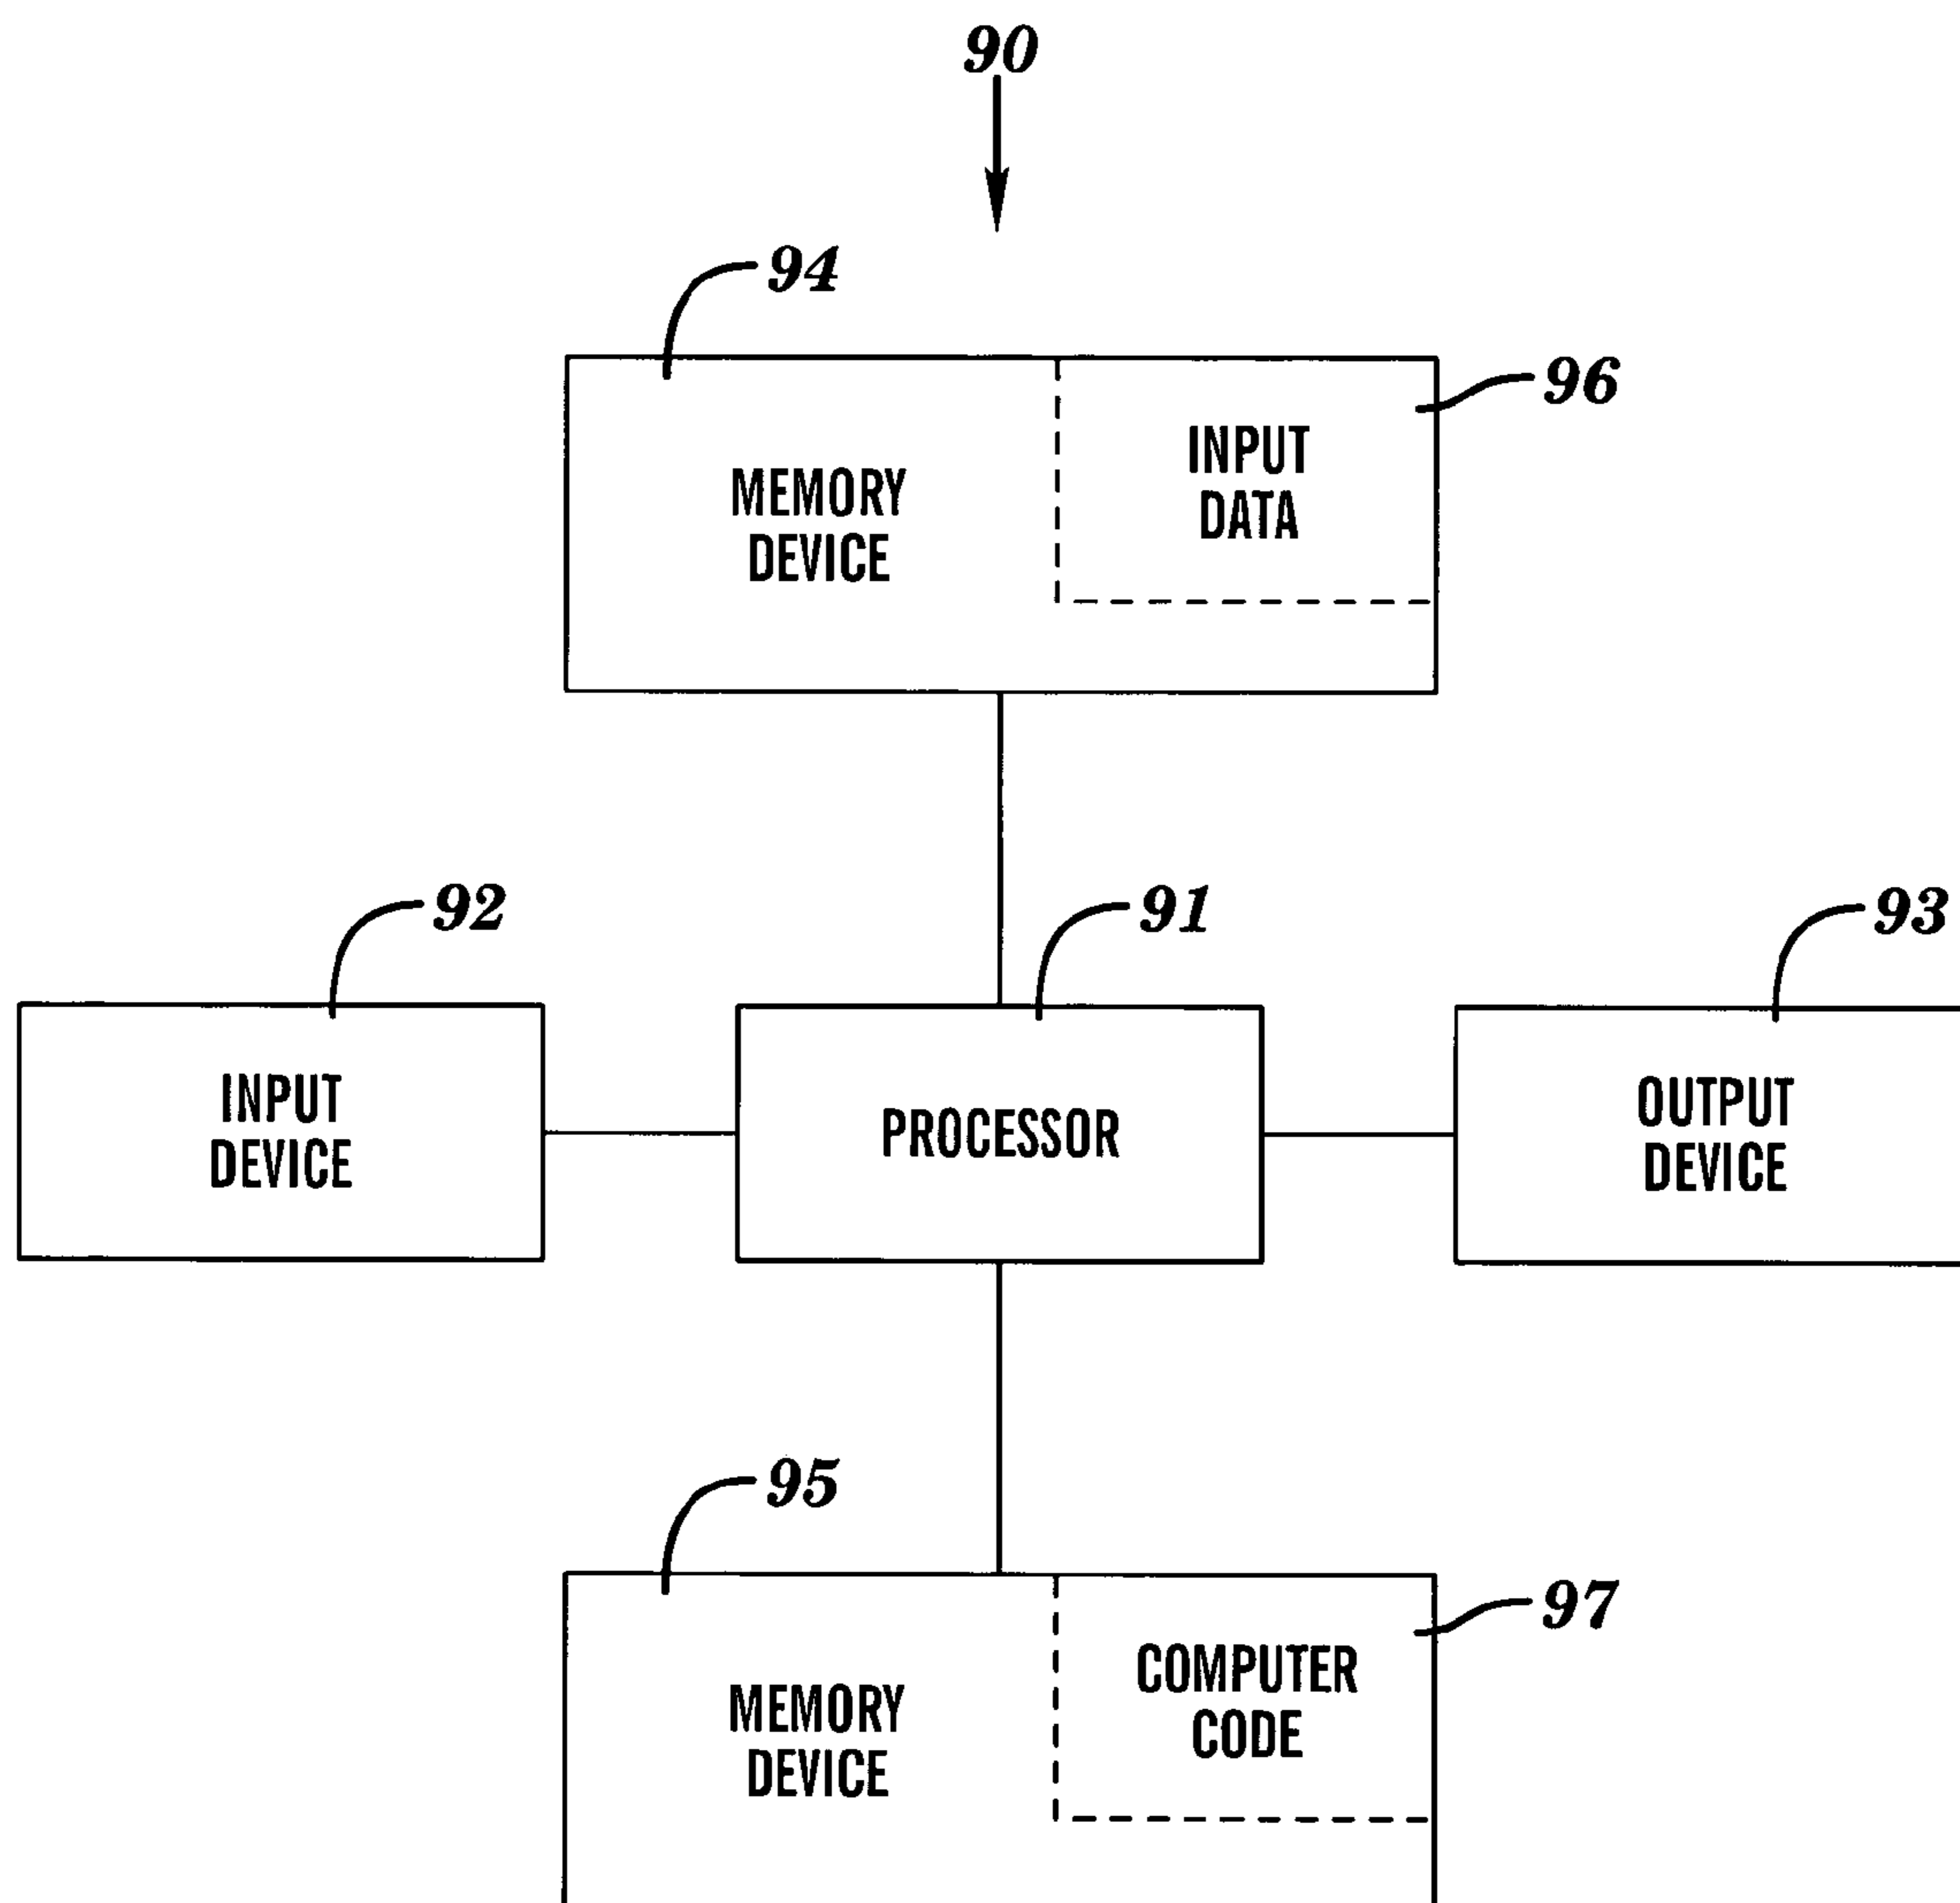 90
94
96
MEMORY
DEVICE
INPUT
DATA
92
91
93
INPUT
DEVICE
PROCESSOR
OUTPUT
DEVICE
95
97
MEMORY
DEVICE
COMPUTER
CODE